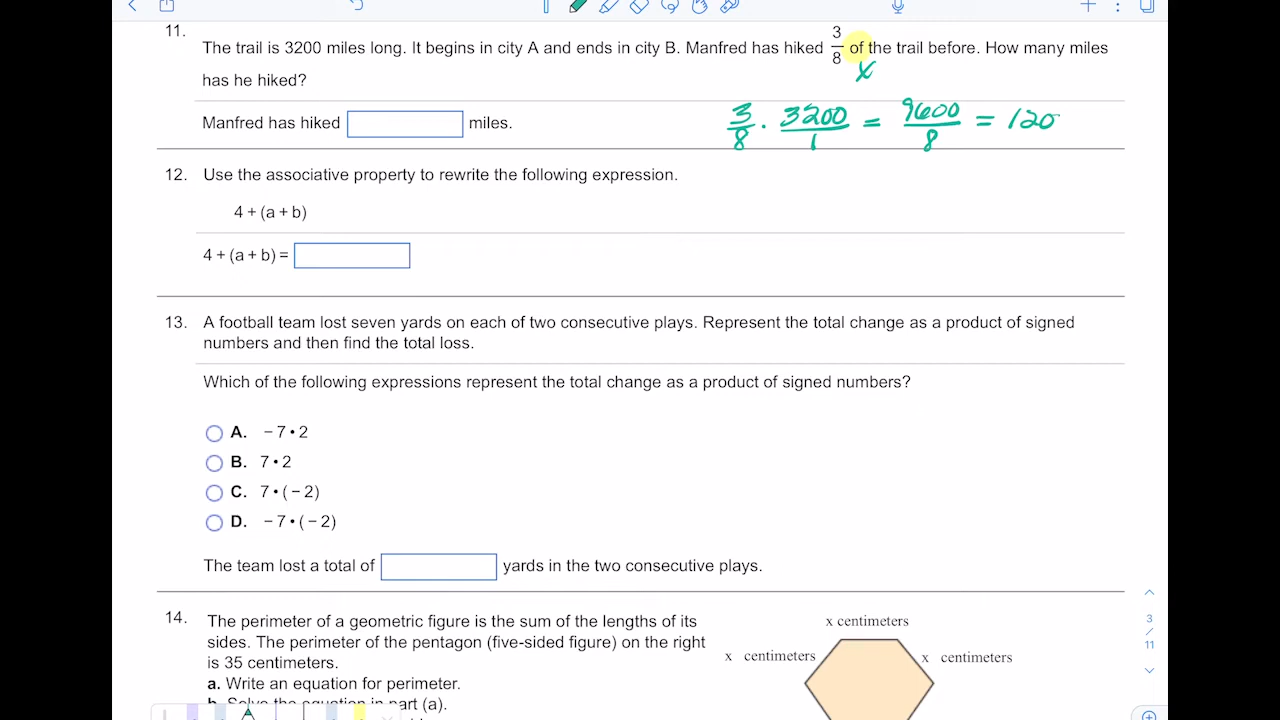 11.
The trail is 3200 miles long. It begins in city A and ends in city B. Manfred has hiked 3/8 of the trail before. How many miles
has he hiked?
x
Manfred has hiked miles.
3/8 · 3200/1 = 9600/8 = 120
12. Use the associative property to rewrite the following expression.
4 + (a + b)
4 + (a + b) =
13. A football team lost seven yards on each of two consecutive plays. Represent the total change as a product of signed
numbers and then find the total loss.
Which of the following expressions represent the total change as a product of signed numbers?
A. − 7 • 2
B. 7 • 2
C. 7 • ( − 2)
D. − 7 • ( − 2)
The team lost a total of yards in the two consecutive plays.
14. The perimeter of a geometric figure is the sum of the lengths of its
sides. The perimeter of the pentagon (five-sided figure) on the right
is 35 centimeters.
a. Write an equation for perimeter.
b. Solve the equation in part (a).
x centimeters
x centimeters
x centimeters
3
/
11